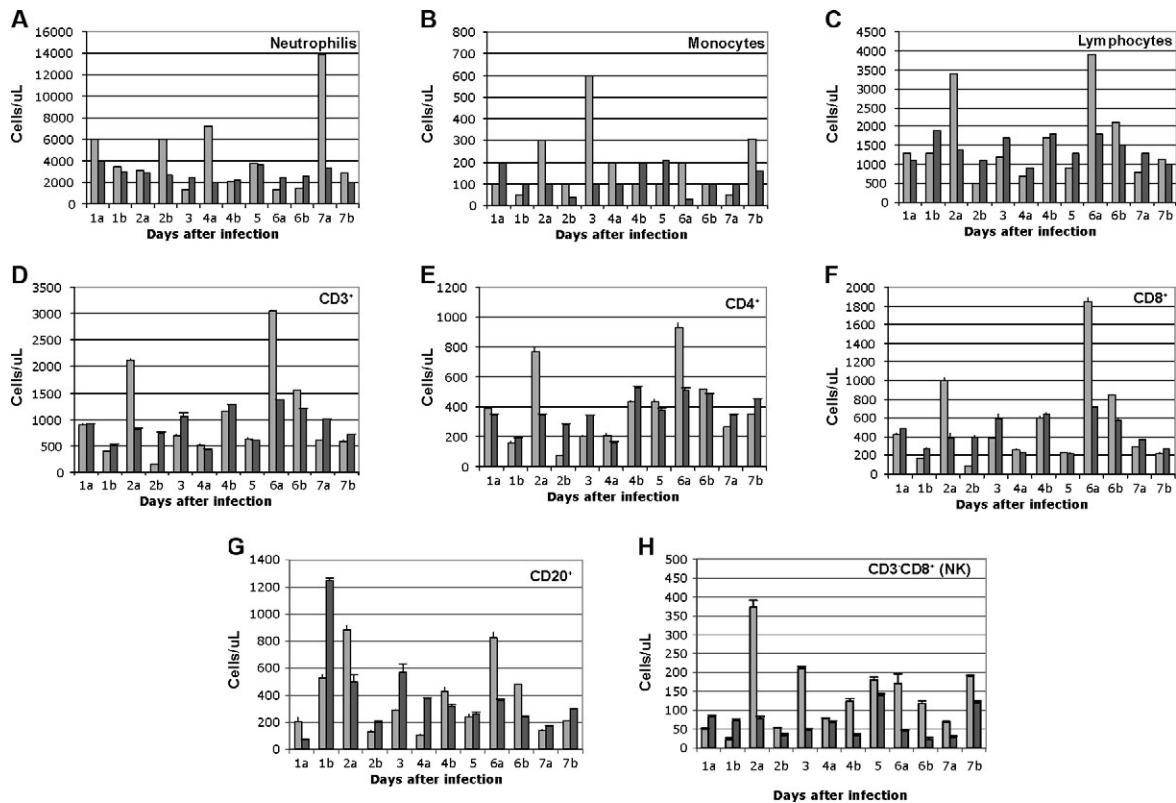 A
Neutrophilis
Cells/uL
16000
14000
12000
10000
8000
6000
4000
2000
0
1a 1b 2a 2b 3 4a 4b 5 6a 6b 7a 7b
Days after infection
B
Monocytes
Cells/uL
800
700
600
500
400
300
200
100
0
1a 1b 2a 2b 3 4a 4b 5 6a 6b 7a 7b
Days after infection
C
Lymphocytes
Cells/uL
4500
4000
3500
3000
2500
2000
1500
1000
500
0
1a 1b 2a 2b 3 4a 4b 5 6a 6b 7a 7b
Days after infection
D
CD3⁺
Cells/uL
3500
3000
2500
2000
1500
1000
500
0
1a 1b 2a 2b 3 4a 4b 5 6a 6b 7a 7b
Days after infection
E
CD4⁺
Cells/uL
1200
1000
800
600
400
200
0
1a 1b 2a 2b 3 4a 4b 5 6a 6b 7a 7b
Days after infection
F
CD8⁺
Cells/uL
2000
1800
1600
1400
1200
1000
800
600
400
200
0
1a 1b 2a 2b 3 4a 4b 5 6a 6b 7a 7b
Days after infection
G
CD20⁺
Cells/uL
1400
1200
1000
800
600
400
200
0
1a 1b 2a 2b 3 4a 4b 5 6a 6b 7a 7b
Days after infection
H
CD3⁻CD8⁺ (NK)
Cells/uL
500
450
400
350
300
250
200
150
100
50
0
1a 1b 2a 2b 3 4a 4b 5 6a 6b 7a 7b
Days after infection